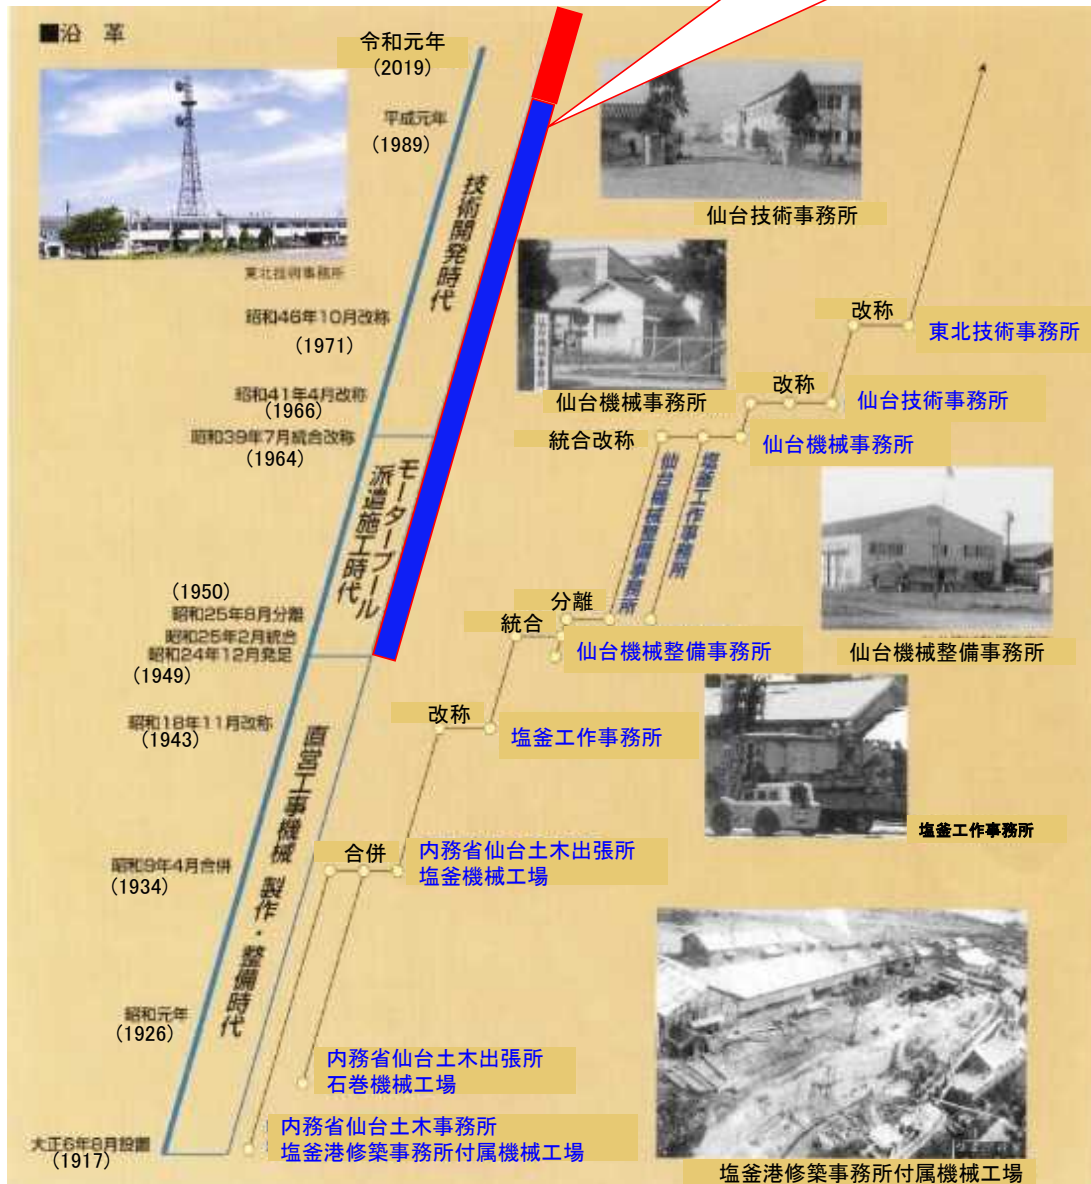 ■沿 革
令和元年
(2019)
平成元年
(1989)
技術開発時代
東北技術事務所
仙台技術事務所
昭和46年10月改称
(1971)
改称
東北技術事務所
昭和41年4月改称
(1966)
仙台機械事務所
改称
仙台技術事務所
昭和39年7月統合改称
(1964)
統合改称
仙台機械事務所
モータープール
派遣施工時代
仙台機械整備事務所
塩釜工作事務所
(1950)
昭和25年8月分離
分離
昭和25年2月統合
統合
昭和24年12月発足
(1949)
仙台機械整備事務所
仙台機械整備事務所
昭和18年11月改称
(1943)
改称
塩釜工作事務所
直営工事機械 製作・整備時代
塩釜工作事務所
昭和9年4月合併
(1934)
合併
内務省仙台土木出張所
塩釜機械工場
昭和元年
(1926)
内務省仙台土木出張所
石巻機械工場
大正6年8月設置
(1917)
内務省仙台土木事務所
塩釜港修築事務所付属機械工場
塩釜港修築事務所付属機械工場